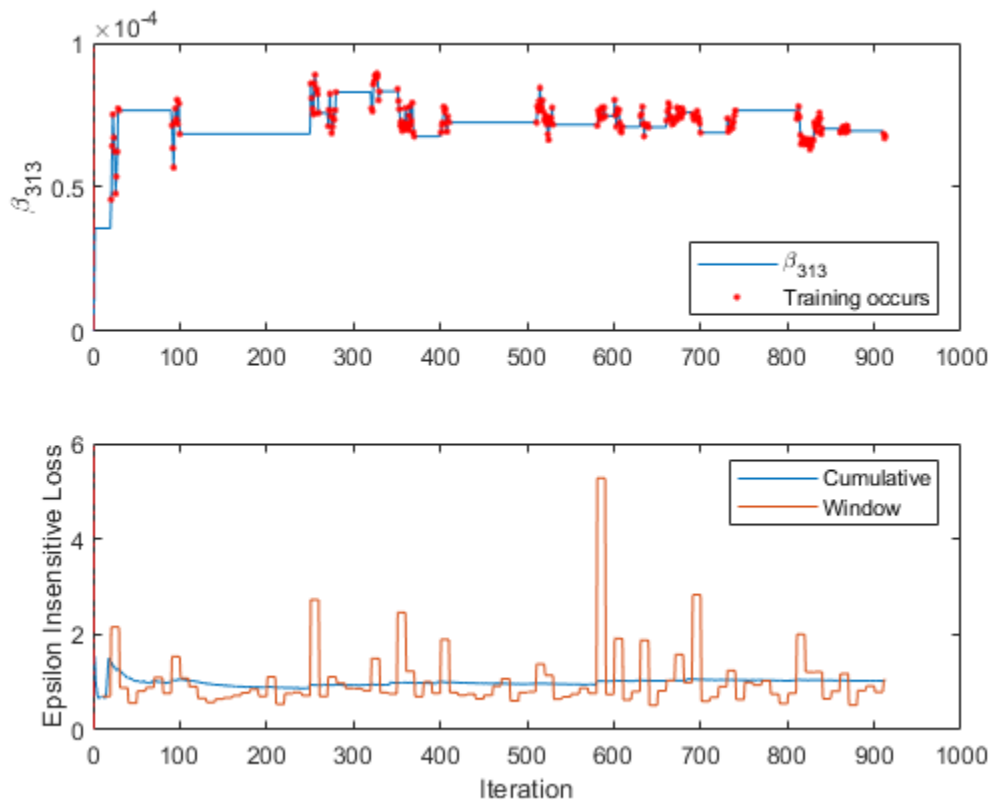 ×10⁻⁴
1
0.5
0
β₃₁₃
β₃₁₃
Training occurs
0 100 200 300 400 500 600 700 800 900 1000
6
4
2
0
Epsilon Insensitive Loss
Cumulative
Window
0 100 200 300 400 500 600 700 800 900 1000
Iteration